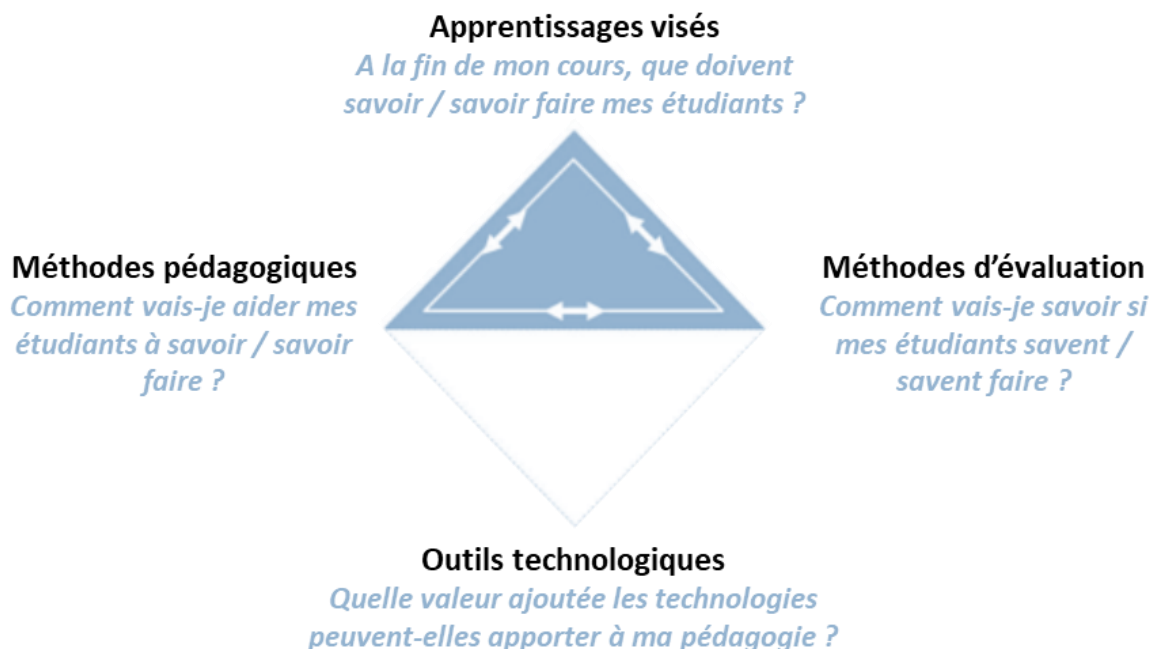 Apprentissages visés
A la fin de mon cours, que doivent
savoir / savoir faire mes étudiants ?
Méthodes pédagogiques
Comment vais-je aider mes
étudiants à savoir / savoir
faire ?
Méthodes d’évaluation
Comment vais-je savoir si
mes étudiants savent /
savent faire ?
Outils technologiques
Quelle valeur ajoutée les technologies
peuvent-elles apporter à ma pédagogie ?